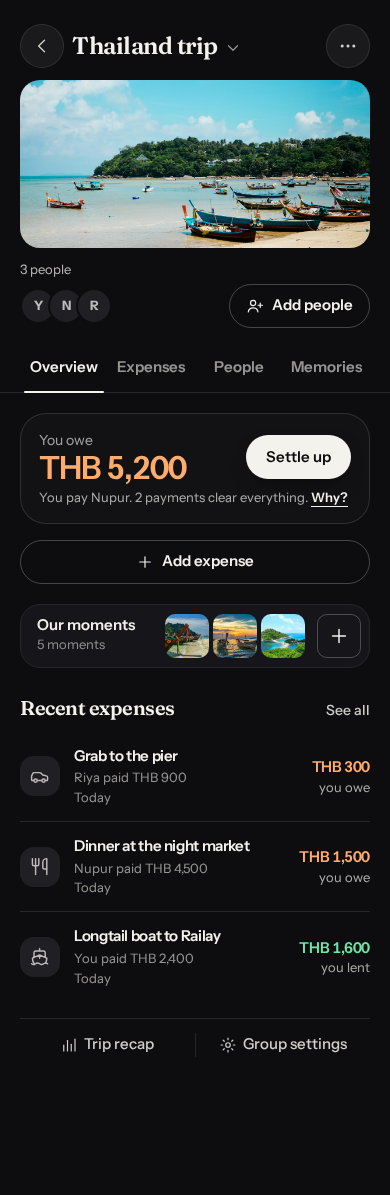 Thailand trip
3 people
Y N R
Add people
Overview Expenses People Memories
You owe
THB 5,200
Settle up
You pay Nupur. 2 payments clear everything. Why?
Add expense
Our moments
5 moments
Recent expenses
See all
Grab to the pier
Riya paid THB 900
Today
THB 300
you owe
Dinner at the night market
Nupur paid THB 4,500
Today
THB 1,500
you owe
Longtail boat to Railay
You paid THB 2,400
Today
THB 1,600
you lent
Trip recap
Group settings